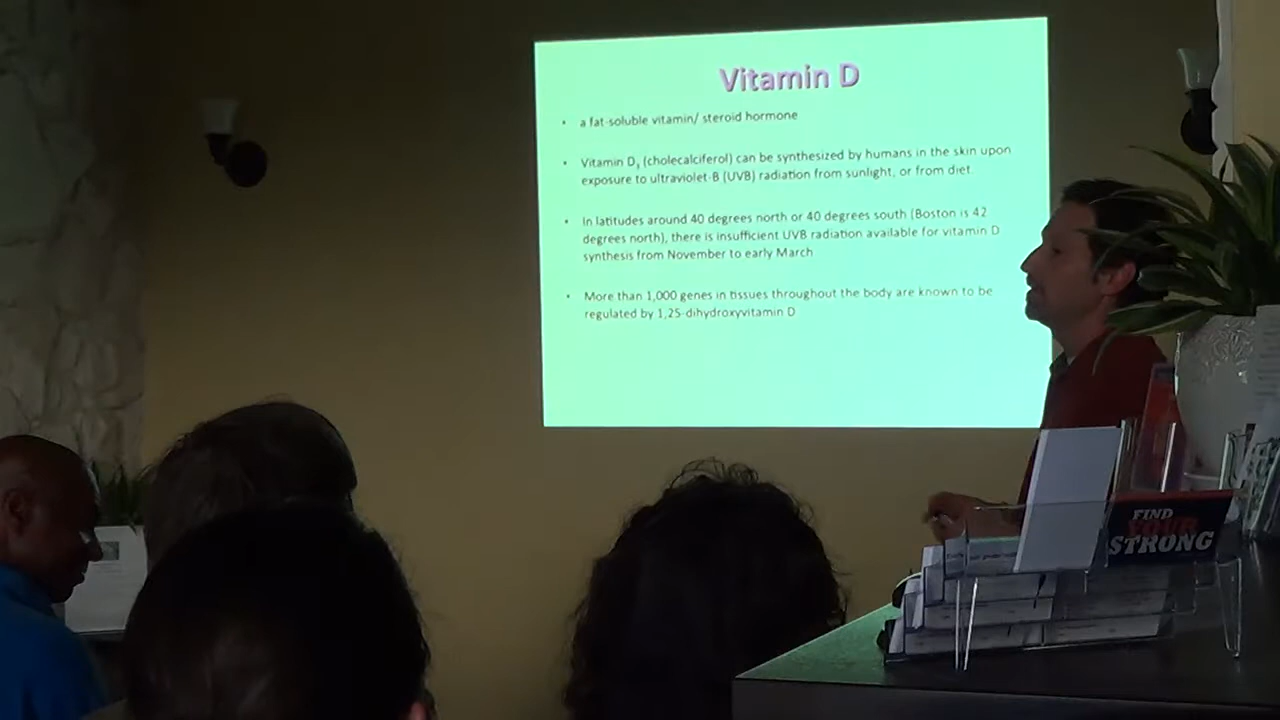 Vitamin D
• a fat-soluble vitamin/ steroid hormone
• Vitamin D₃ (cholecalciferol) can be synthesized by humans in the skin upon
exposure to ultraviolet-B (UVB) radiation from sunlight, or from diet
• In latitudes around 40 degrees north or 40 degrees south (Boston is 42
degrees north), there is insufficient UVB radiation available for vitamin D
synthesis from November to early March
• More than 1,000 genes in tissues throughout the body are known to be
regulated by 1,25-dihydroxyvitamin D
FIND
YOUR
STRONG